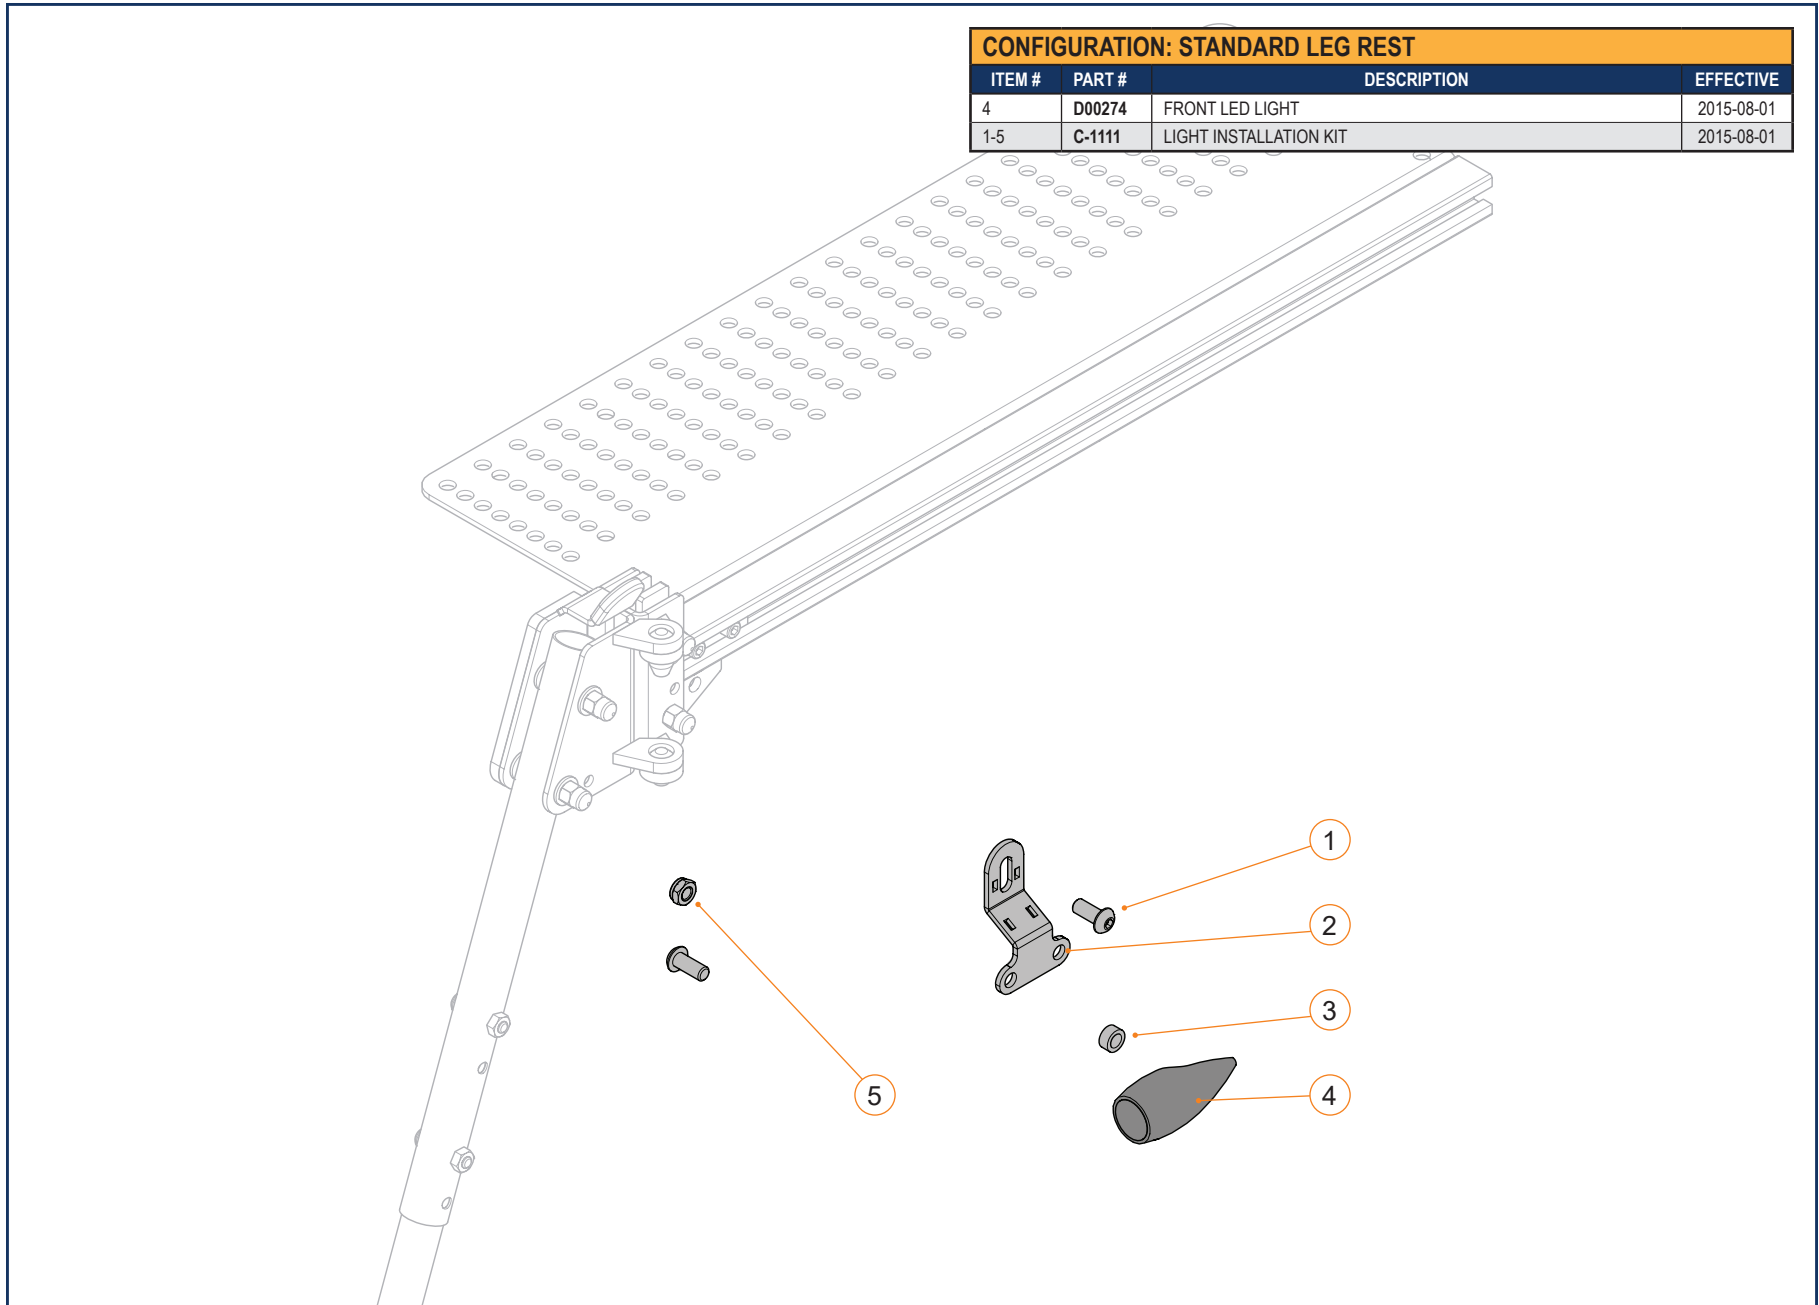 CONFIGURATION: STANDARD LEG REST
ITEM # PART # DESCRIPTION EFFECTIVE
4 D00274 FRONT LED LIGHT 2015-08-01
1-5 C-1111 LIGHT INSTALLATION KIT 2015-08-01
1
2
3
5
4